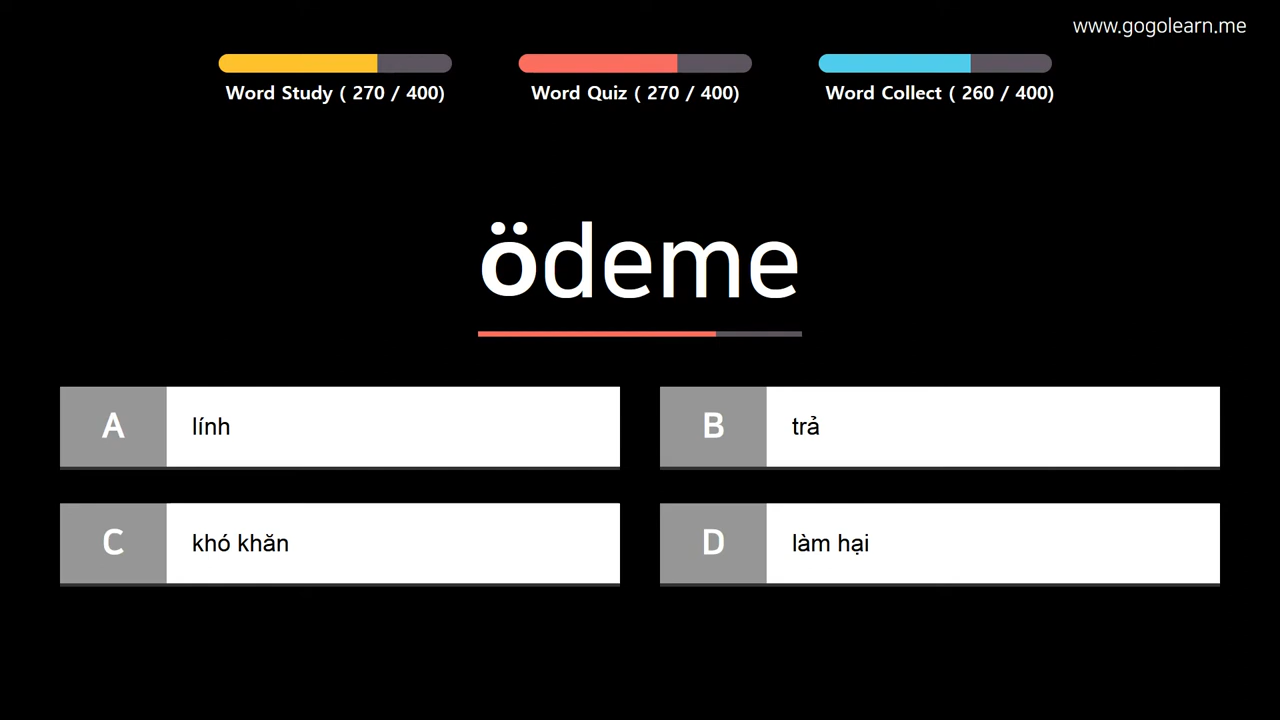 www.gogolearn.me
Word Study ( 270 / 400)
Word Quiz ( 270 / 400)
Word Collect ( 260 / 400)
ödeme
A lính
B trả
C khó khăn
D làm hại